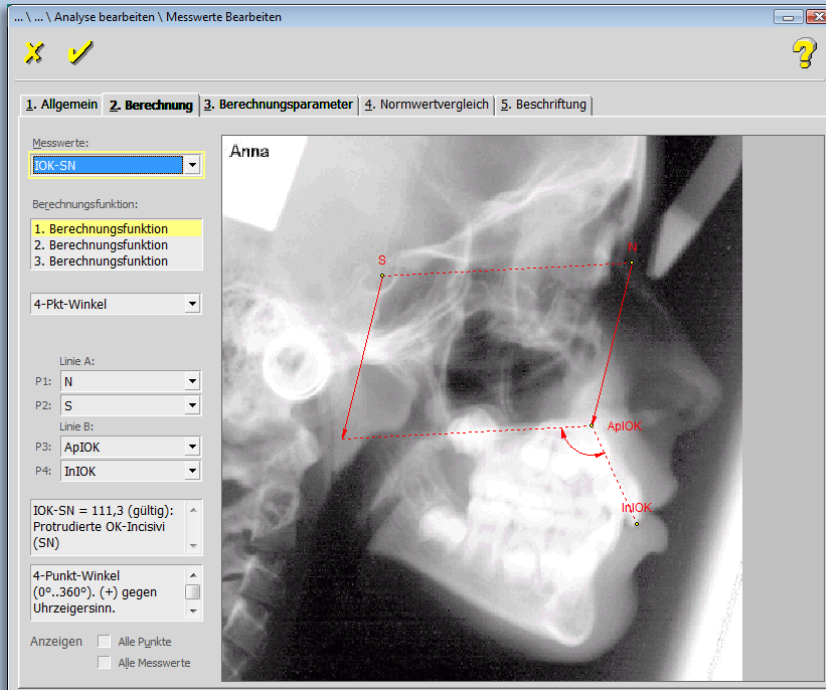 ... \ ... \ Analyse bearbeiten \ Messwerte Bearbeiten
1. Allgemein
2. Berechnung
3. Berechnungsparameter
4. Normwertvergleich
5. Beschriftung
Messwerte:
IOK-SN
Berechnungsfunktion:
1. Berechnungsfunktion
2. Berechnungsfunktion
3. Berechnungsfunktion
4-Pkt-Winkel
Linie A:
P1: N
P2: S
Linie B:
P3: ApIOK
P4: InIOK
IOK-SN = 111,3 (gültig):
Protrudierte OK-Incisivi
(SN)
4-Punkt-Winkel
(0°..360°). (+) gegen
Uhrzeigersinn.
Anzeigen
Alle Punkte
Alle Messwerte
Anna
S
N
ApIOK
InIOK